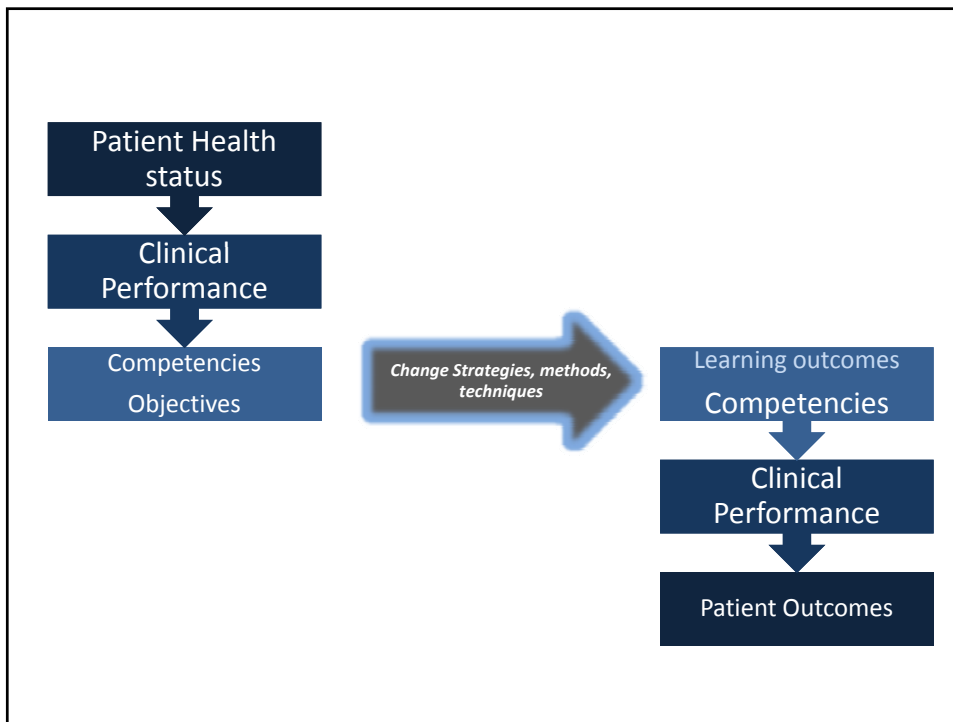 Patient Health
status
Clinical
Performance
Competencies
Objectives
Change Strategies, methods,
techniques
Learning outcomes
Competencies
Clinical
Performance
Patient Outcomes